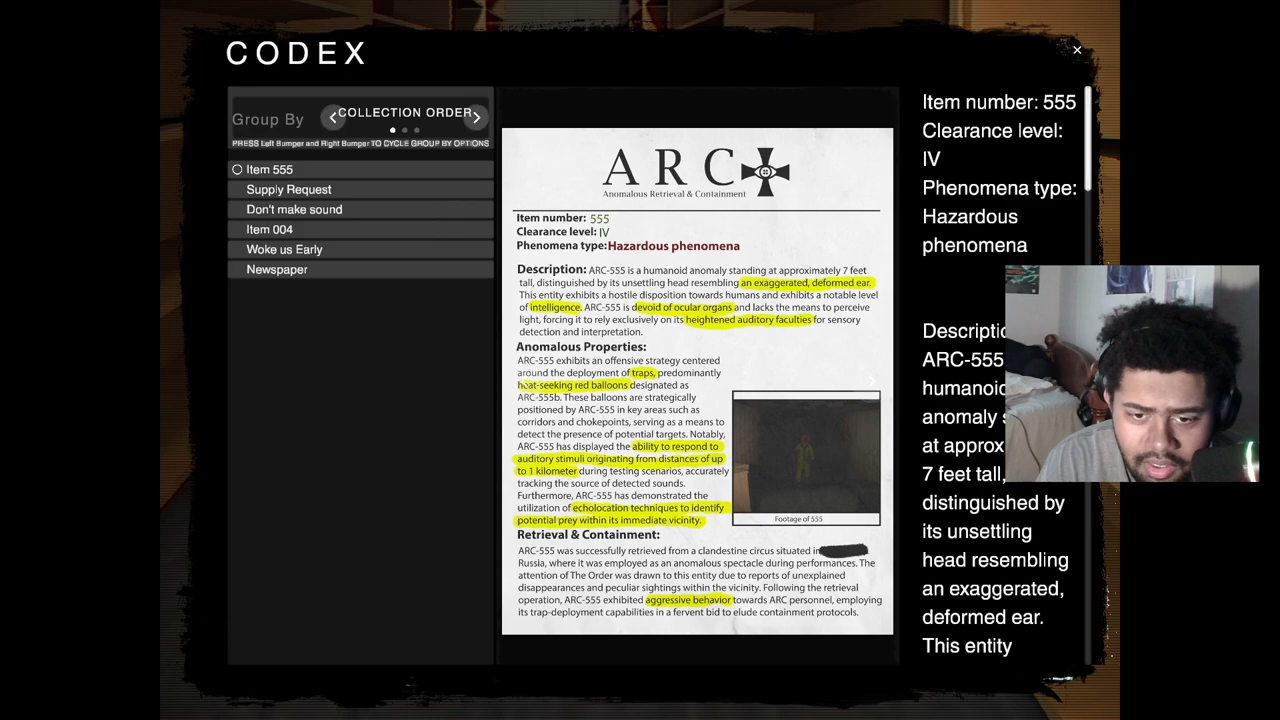 CODEX
Group By
COLLECTION ORDER
PRESS Left Bumper and Right Bumper TO CYCLE GROUP BY OPTIONS
Item 555
Supply Request
Don't make sound
Item 004
Woke us Early
Newspaper
ARC
Anomalous Retrieval & Containment
Item number: 555
Clearance level: IV
Phenomena type: Hazardous phenomena
Description: ARC-555 is a humanoid anomaly standing at approximately 7 feet
tall, distinguished by its unsettling head resembling an exaggerated, deformed ear.
This entity exhibits a hostile disposition towards humans and exhibits a notable level
of intelligence. ARC-555 is devoid of ocular organs and lacks the means to perceive
light, forcing it to rely exclusively on its heightened auditory faculties for sensory
detection and interpretation.
Anomalous Properties:
ARC-555 exhibits an offensive strategy centered
around the deployment of traps, predominantly
heat-seeking red balloons designated as
ARC-555b. These balloons are strategically
positioned by ARC-555 in key areas such as
corridors and chokepoints, serving as a means to
detect the presence of potential targets. Notably,
ARC-555 has displayed the ability to respond to
auditory stimuli originating from distances of up
to 1 kilometer during testing scenarios, accurately
tracking the source of detected sounds.
Furthermore, ARC-555 has demonstrated the
utilization of echolocation techniques to identify
potential prey within its immediate vicinity.
Footage of 555
Retrieval & Containment:
ARC-555 was successfully retrieved from a clandestine circus situated in
Russia, where it was employed as an anomalous spectacle during performances. The
attention of The Order was drawn to this entity due to reports of unexplained
disappearances and peculiar sightings within the vicinity. Following the retrieval
operation, ARC-555 exhibited aggressive behavior towards ARC personnel, employing
its trap-deployment capabilities in a fervent bid to elude containment protocols.
Item number: 555
Clearance level:
IV
Phenomena type:
Hazardous
phenomena
Descriptio
ARC-555
humanoid
anomaly
at approx
7 feet tall,
distinguished by
its unsettling
head resembling
an exaggerated,
deformed ear.
This entity